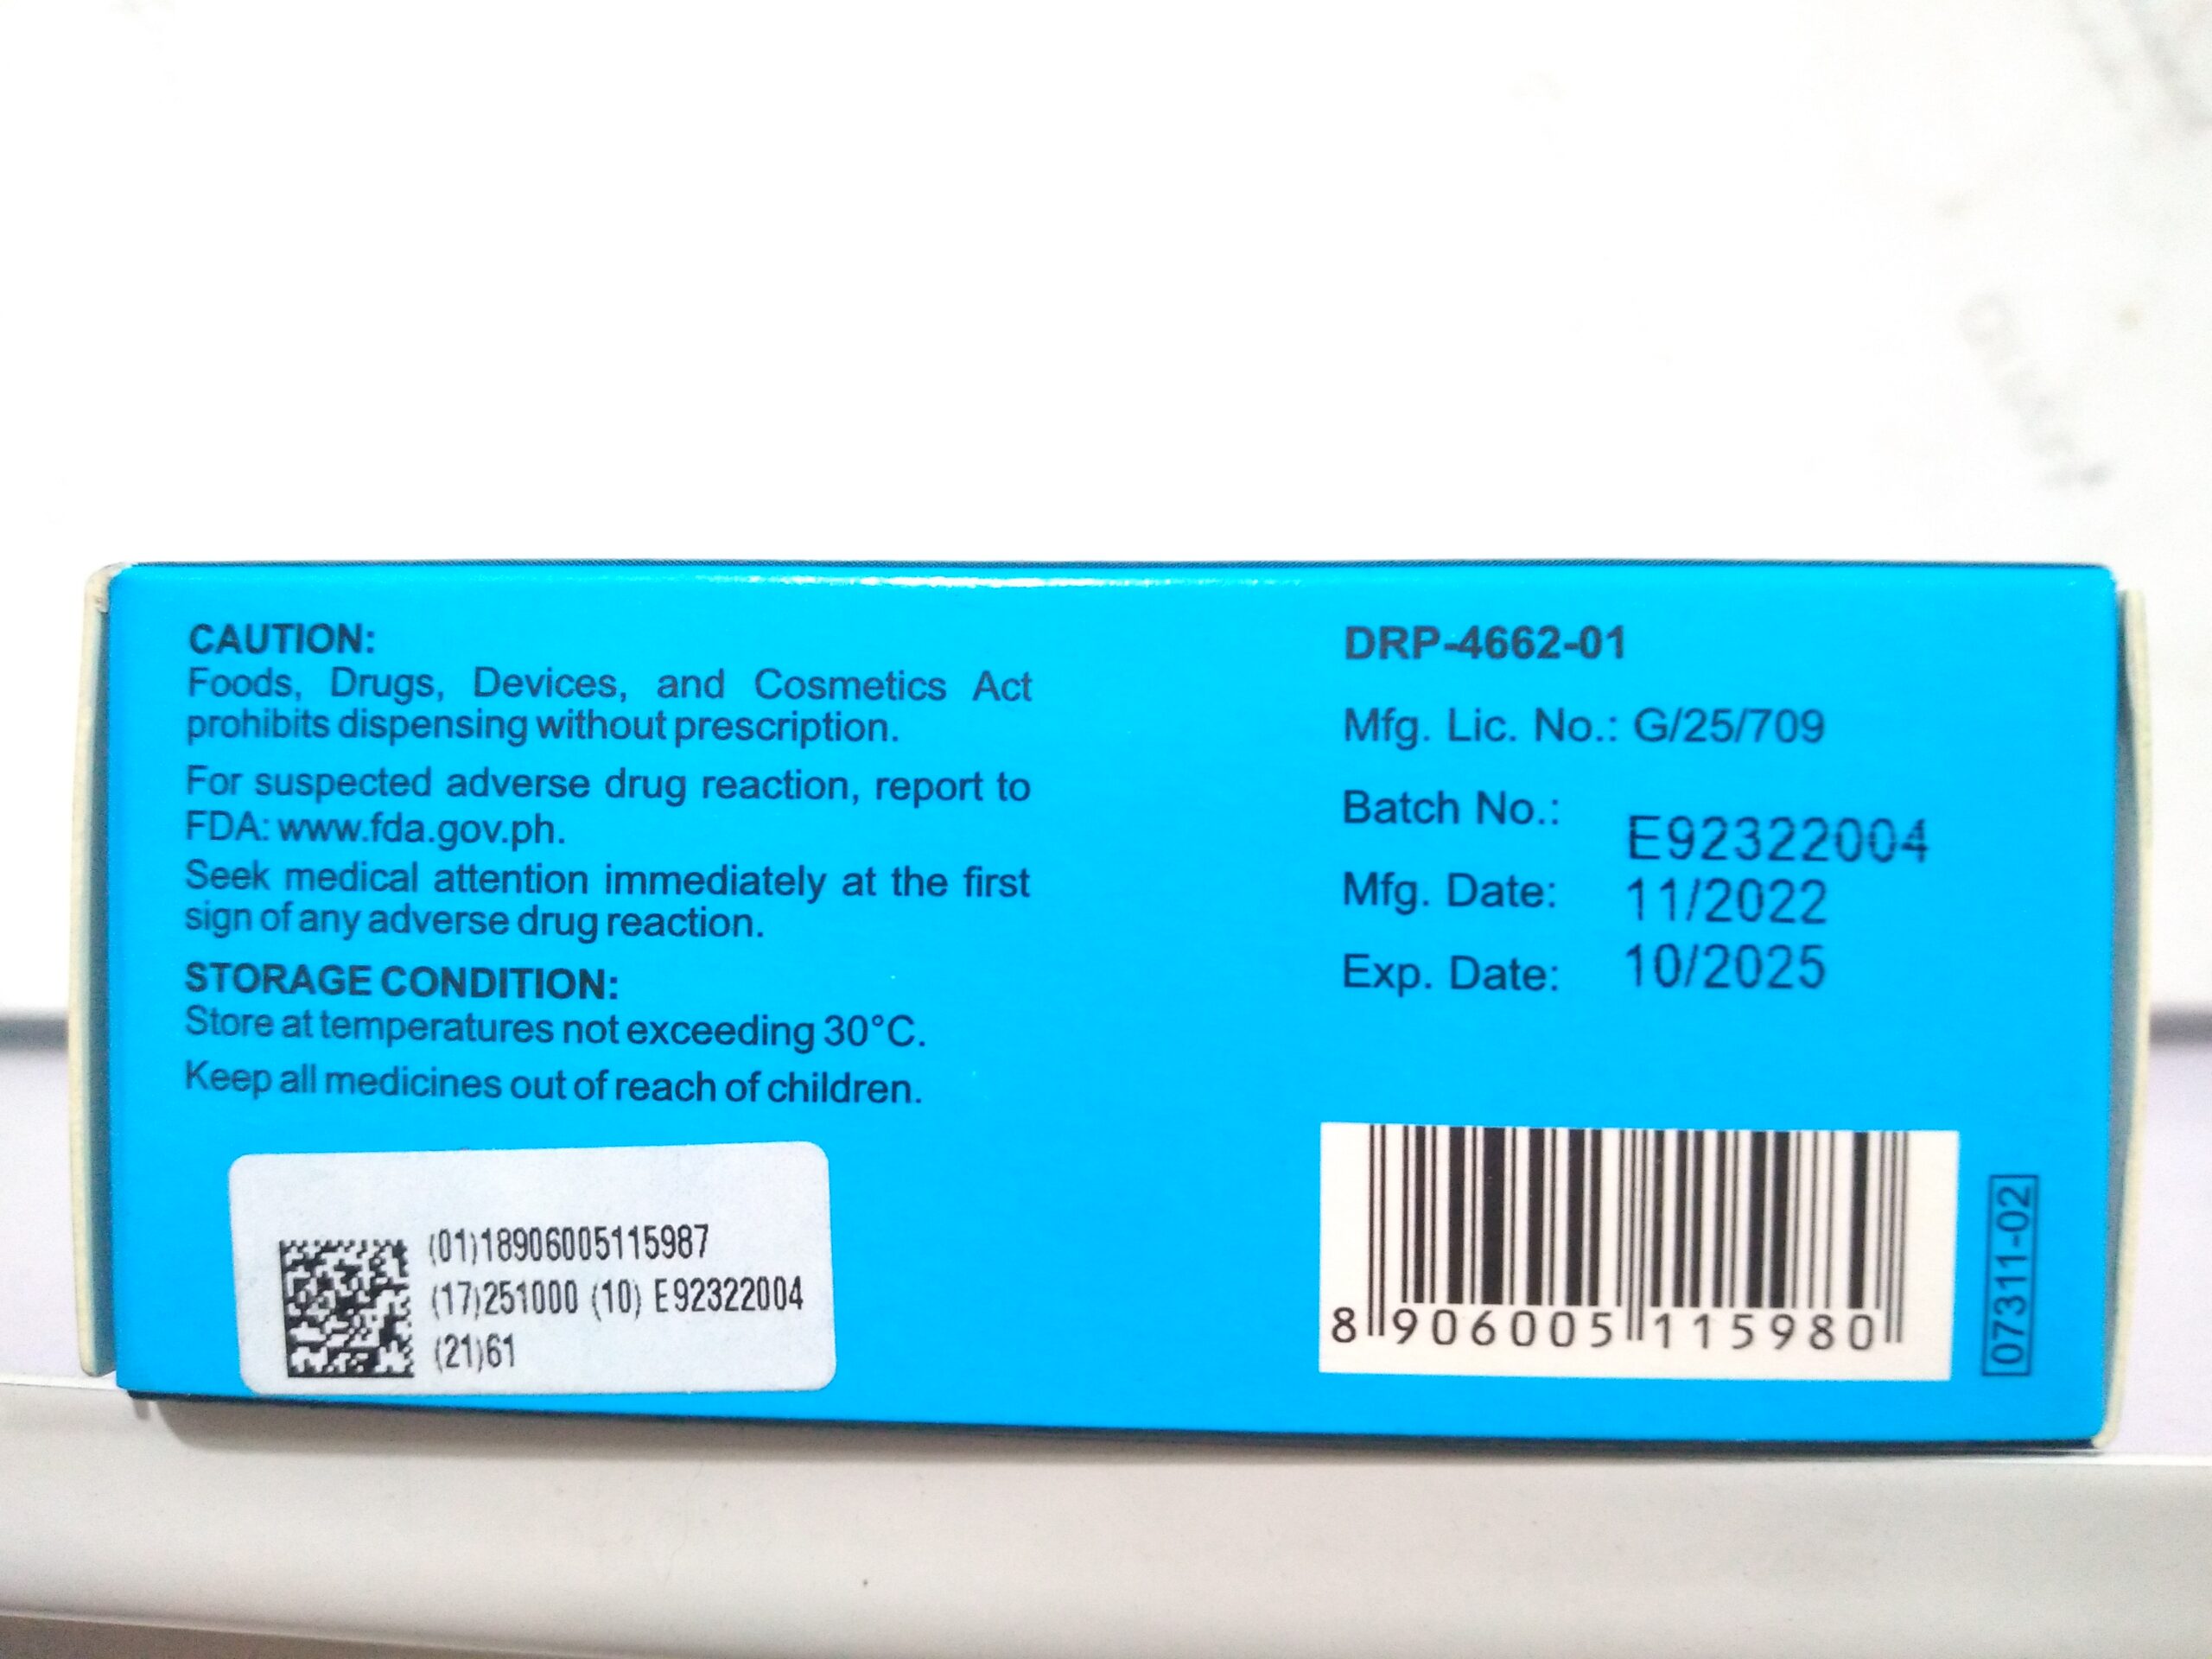 CAUTION:
Foods, Drugs, Devices, and Cosmetics Act
prohibits dispensing without prescription.
For suspected adverse drug reaction, report to
FDA: www.fda.gov.ph.
Seek medical attention immediately at the first
sign of any adverse drug reaction.
STORAGE CONDITION:
Store at temperatures not exceeding 30°C.
Keep all medicines out of reach of children.
(01)18906005115987
(17)251000 (10) E92322004
(21)61
DRP-4662-01
Mfg. Lic. No.: G/25/709
Batch No.: E92322004
Mfg. Date: 11/2022
Exp. Date: 10/2025
8 906005 115980
07311-02